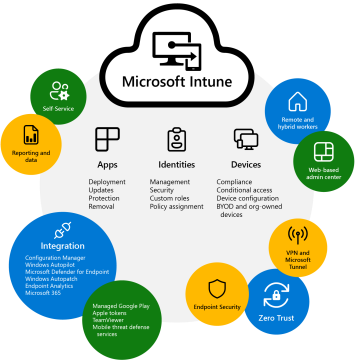 Microsoft Intune
Self-Service
Reporting and
data
Remote and
hybrid workers
Web-based
admin center
Apps
Deployment
Updates
Protection
Removal
Identities
Management
Security
Custom roles
Policy assignment
Devices
Compliance
Conditional access
Device configuration
BYOD and org-owned
devices
Integration
Configuration Manager
Windows Autopilot
Microsoft Defender for Endpoint
Windows Autopatch
Endpoint Analytics
Microsoft 365
Managed Google Play
Apple tokens
TeamViewer
Mobile threat defense
services
Endpoint Security
VPN and
Microsoft
Tunnel
Zero Trust